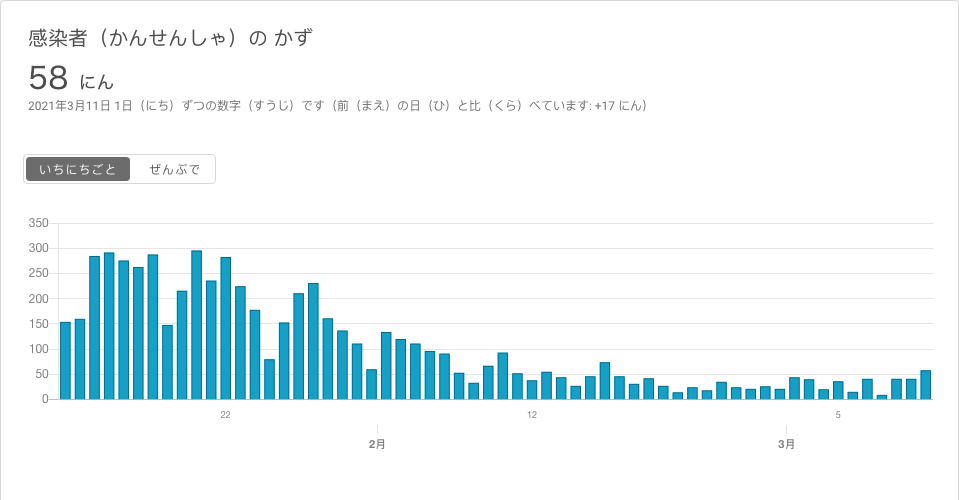 感染者（かんせんしゃ）の かず
58 にん
2021年3月11日 1日（にち）ずつの数字（すうじ）です（前（まえ）の日（ひ）と比（くら）べています: +17 にん）
いちにちごと ぜんぶで
350
300
250
200
150
100
50
0
22 12 5
2月 3月